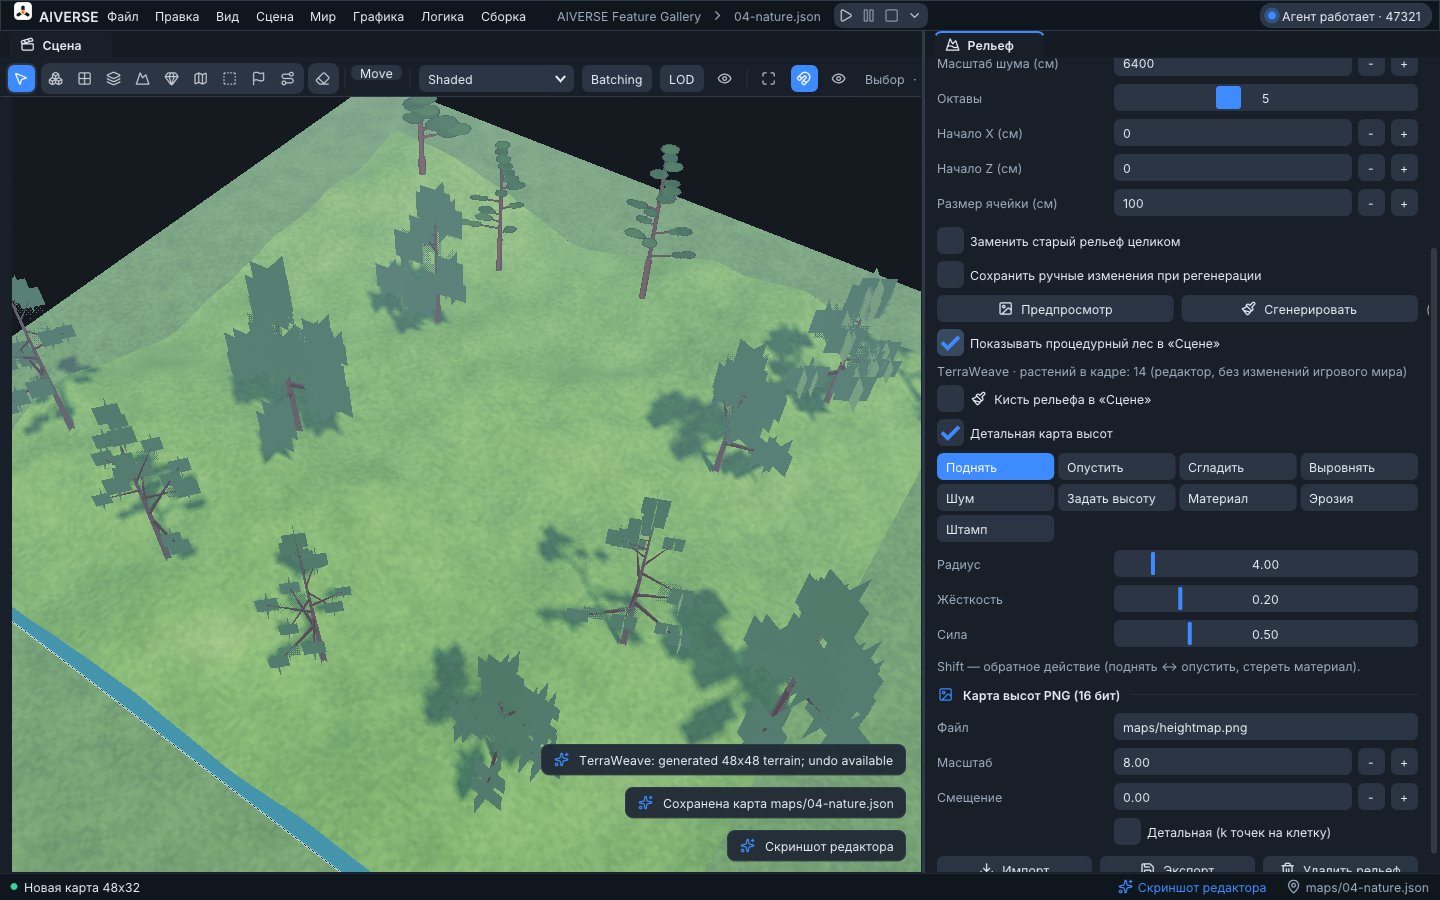 AIVERSE Файл Правка Вид Сцена Мир Графика Логика Сборка AIVERSE Feature Gallery 04-nature.json Агент работает · 47321
Сцена
Рельеф
Move Shaded Batching LOD Выбор ·
Масштаб шума (см) 6400 - +
Октавы 5
Начало X (см) 0 - +
Начало Z (см) 0 - +
Размер ячейки (см) 100 - +
Заменить старый рельеф целиком
Сохранить ручные изменения при регенерации
Предпросмотр Сгенерировать
Показывать процедурный лес в «Сцене»
TerraWeave · растений в кадре: 14 (редактор, без изменений игрового мира)
Кисть рельефа в «Сцене»
Детальная карта высот
Поднять Опустить Сгладить Выровнять
Шум Задать высоту Материал Эрозия
Штамп
Радиус 4.00
Жёсткость 0.20
Сила 0.50
Shift — обратное действие (поднять ↔ опустить, стереть материал).
Карта высот PNG (16 бит)
Файл maps/heightmap.png
Масштаб 8.00 - +
Смещение 0.00 - +
Детальная (k точек на клетку)
Импорт Экспорт Удалить рельеф
TerraWeave: generated 48x48 terrain; undo available
Сохранена карта maps/04-nature.json
Скриншот редактора
Новая карта 48x32 Скриншот редактора maps/04-nature.json